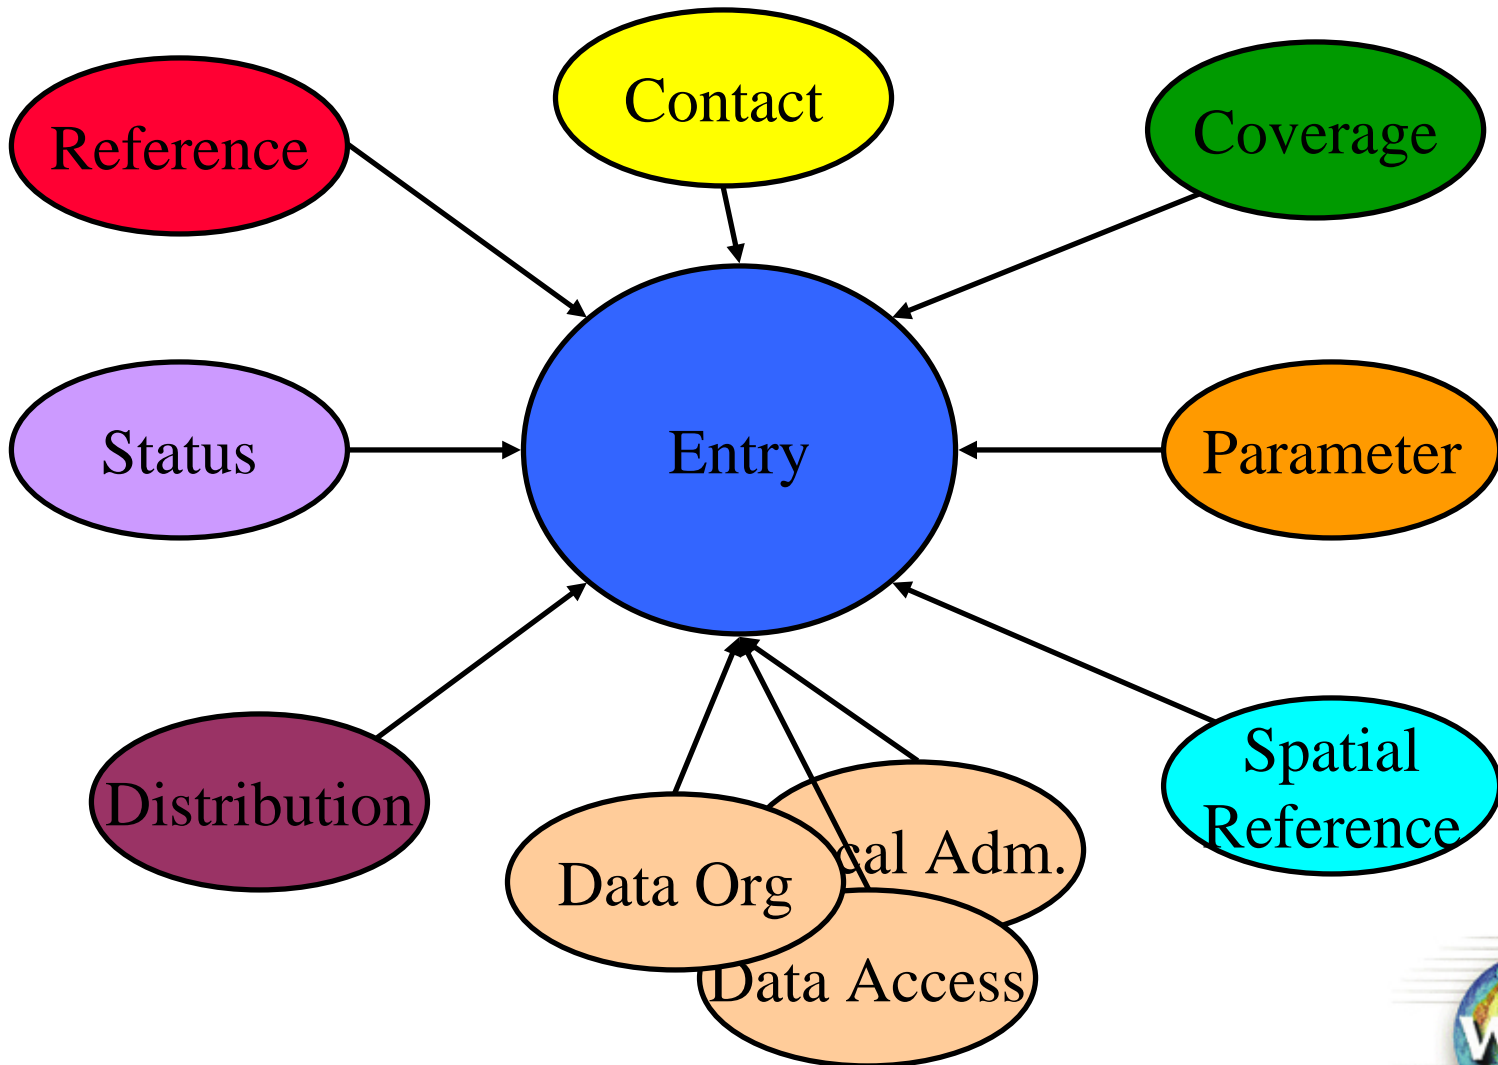 Contact
Reference
Coverage
Status
Entry
Parameter
Spatial
Reference
Distribution
cal Adm.
Data Org
Data Access